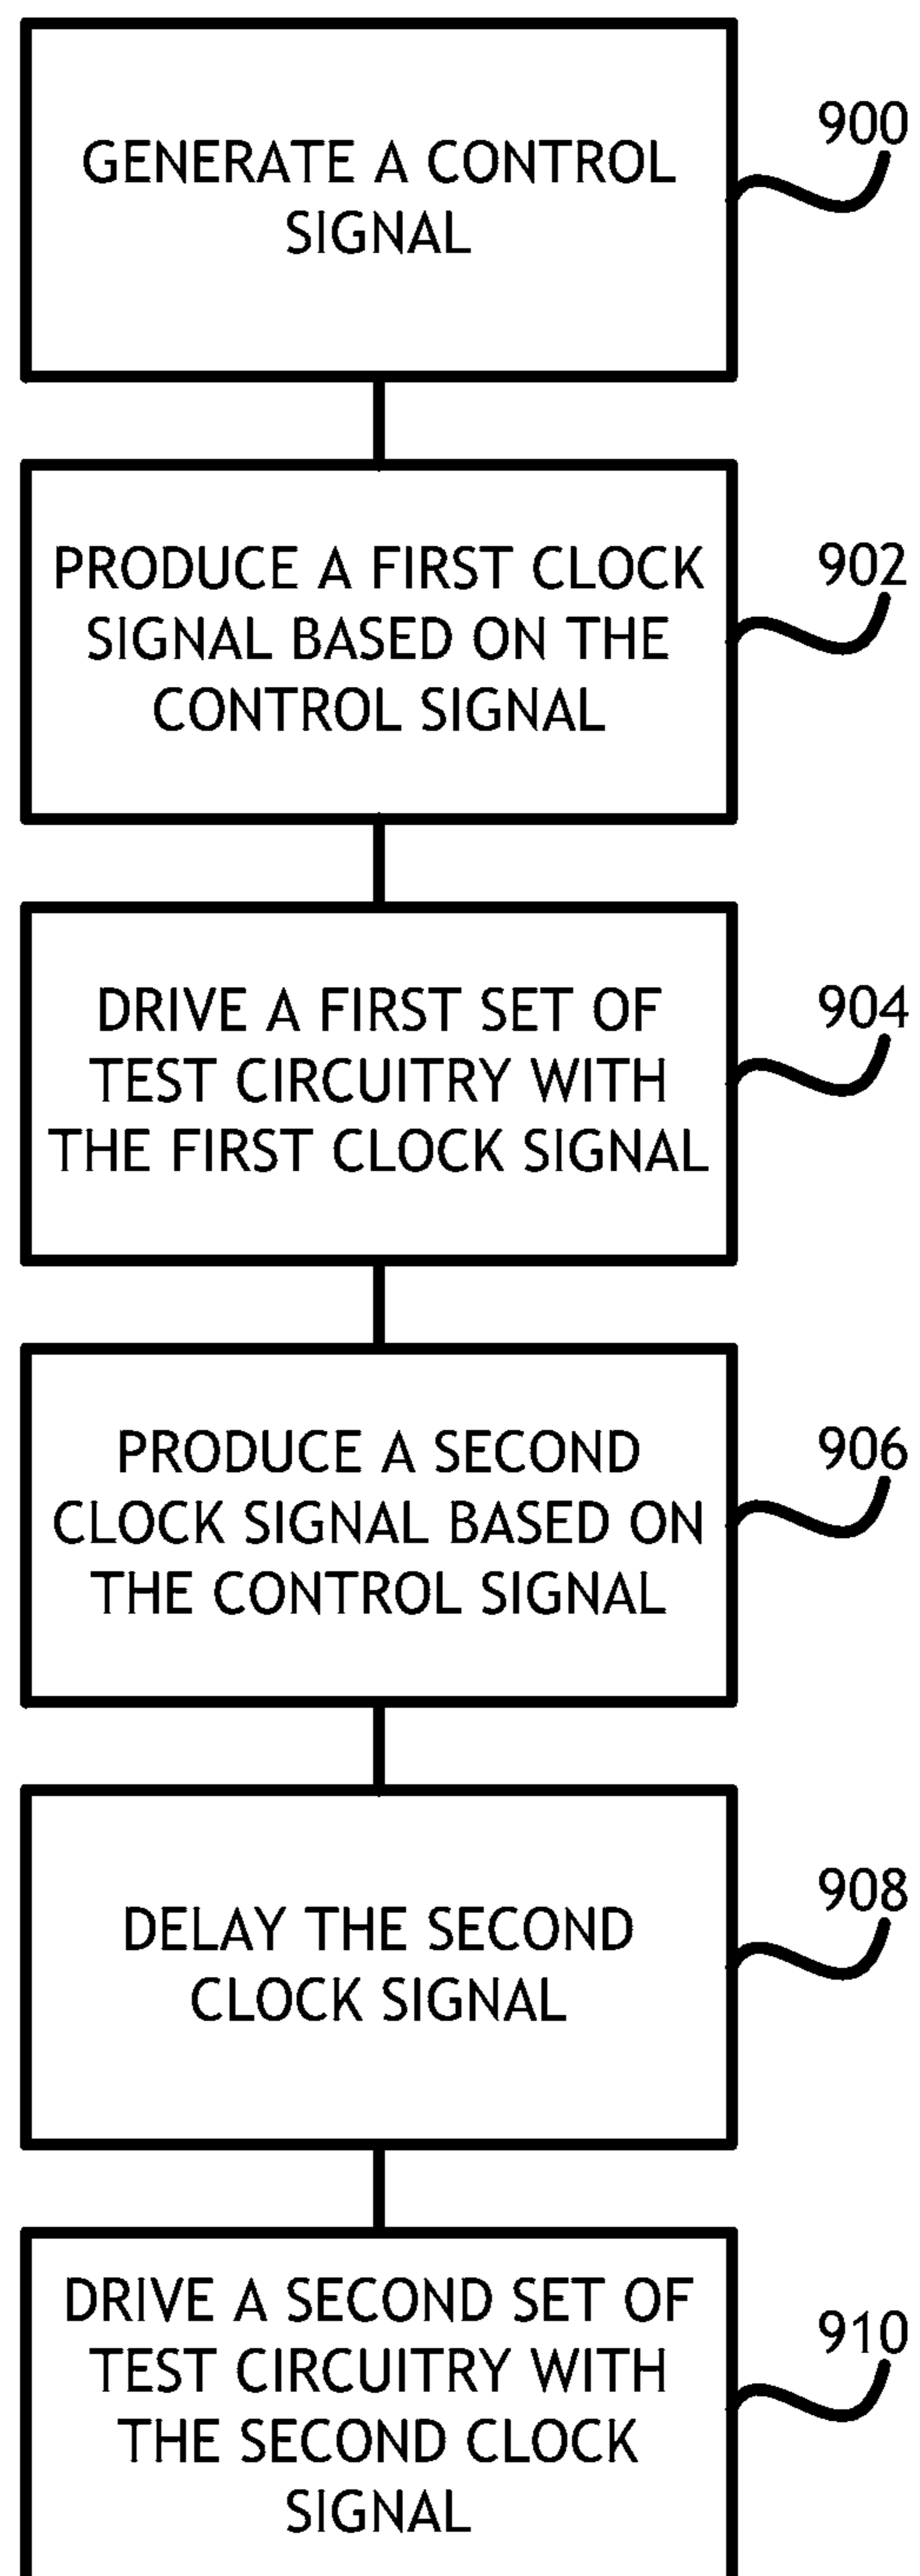 GENERATE A CONTROL
SIGNAL
900
PRODUCE A FIRST CLOCK
SIGNAL BASED ON THE
CONTROL SIGNAL
902
DRIVE A FIRST SET OF
TEST CIRCUITRY WITH
THE FIRST CLOCK SIGNAL
904
PRODUCE A SECOND
CLOCK SIGNAL BASED ON
THE CONTROL SIGNAL
906
DELAY THE SECOND
CLOCK SIGNAL
908
DRIVE A SECOND SET OF
TEST CIRCUITRY WITH
THE SECOND CLOCK
SIGNAL
910